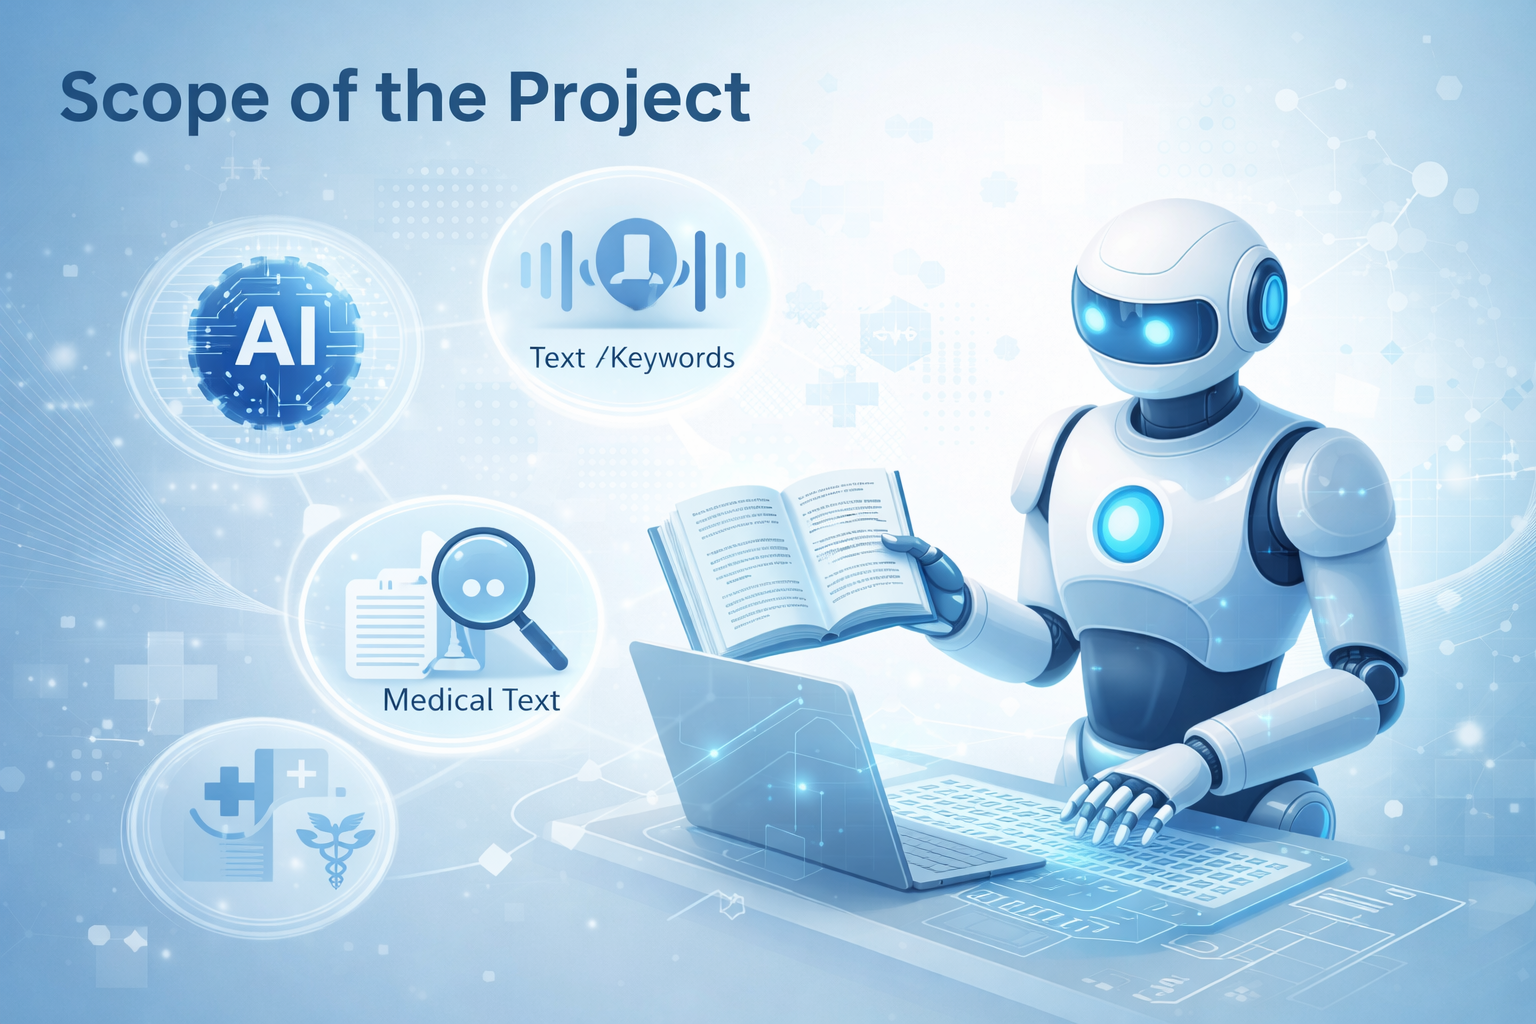 Scope of the Project
AI
Text /Keywords
Medical Text